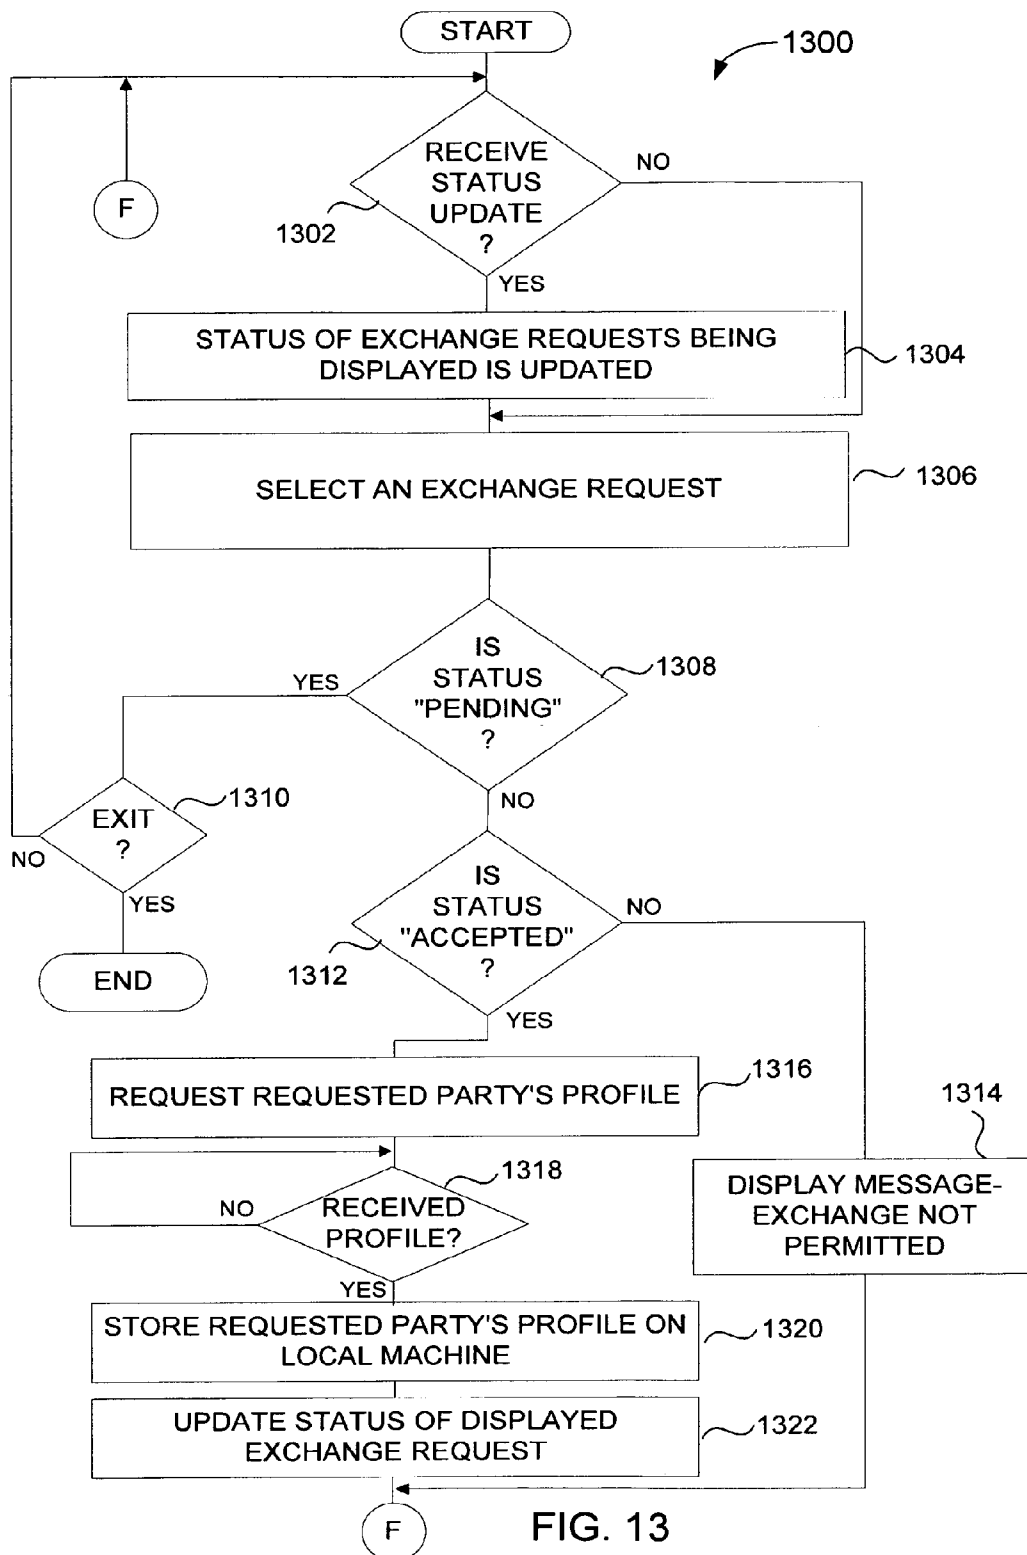 START
1300
RECEIVE
STATUS
UPDATE
?
NO
F
1302
YES
STATUS OF EXCHANGE REQUESTS BEING
DISPLAYED IS UPDATED
1304
SELECT AN EXCHANGE REQUEST
1306
IS
STATUS
"PENDING"
?
1308
YES
NO
EXIT
?
1310
NO
YES
END
IS
STATUS
"ACCEPTED"
?
NO
1312
YES
REQUEST REQUESTED PARTY'S PROFILE
1316
1314
DISPLAY MESSAGE-
EXCHANGE NOT
PERMITTED
RECEIVED
PROFILE?
1318
NO
YES
STORE REQUESTED PARTY'S PROFILE ON
LOCAL MACHINE
1320
UPDATE STATUS OF DISPLAYED
EXCHANGE REQUEST
1322
F
FIG. 13